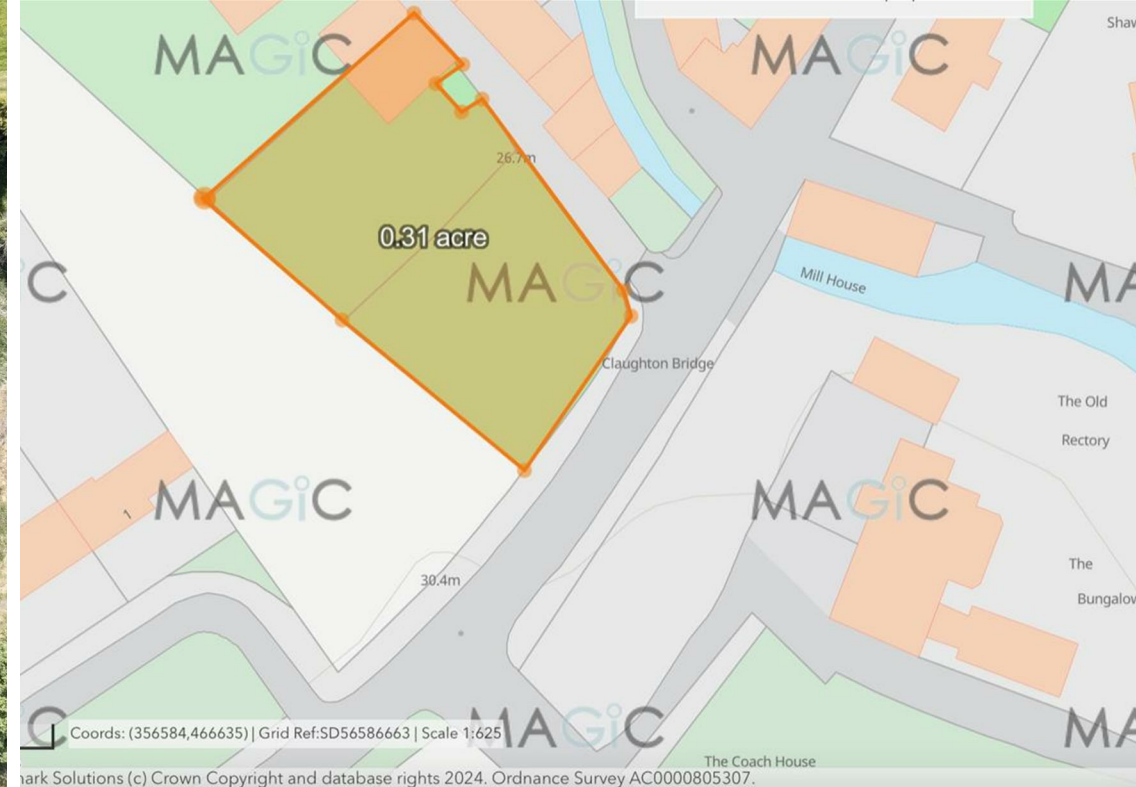 Shaw
MAGiC
MAGiC
26.7m
0.31 acre
MAGiC
C
MA
Mill House
Claughton Bridge
The Old
Rectory
MAGiC
MAGiC
1
30.4m
The
Bungalow
C
MAGiC
MA
Coords: (356584,466635) | Grid Ref:SD56586663 | Scale 1:625
The Coach House
ark Solutions (c) Crown Copyright and database rights 2024. Ordnance Survey AC0000805307.